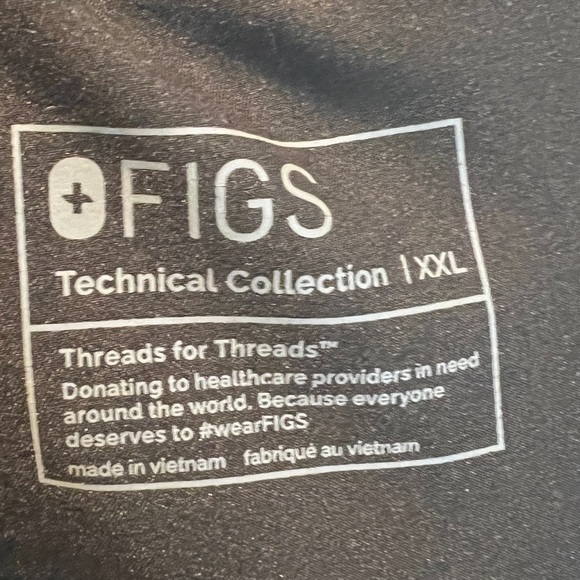 FIGS
Technical Collection | XXL
Threads for Threads™
Donating to healthcare providers in need
around the world. Because everyone
deserves to #wearFIGS
made in vietnam fabriqué au vietnam